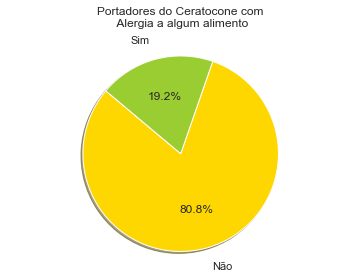 Portadores do Ceratocone com
Alergia a algum alimento
Sim
19.2%
80.8%
Não